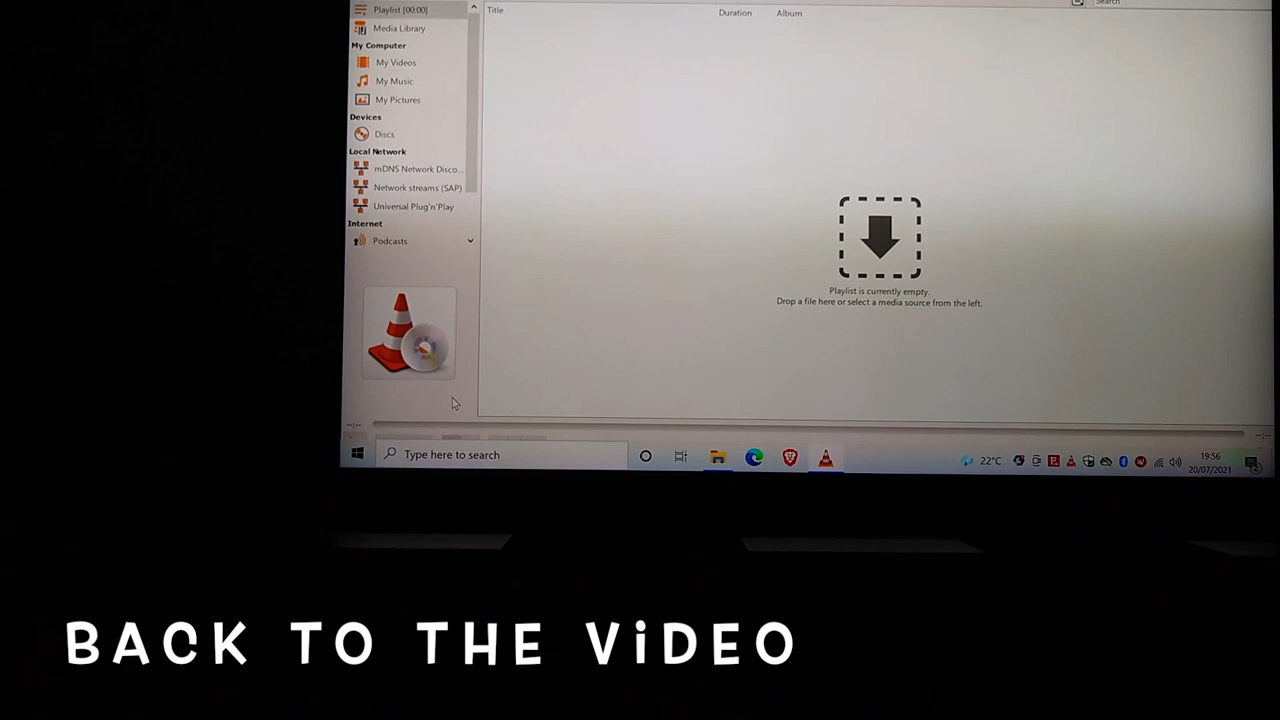 Playlist [00:00]
Title
Duration
Album
Search
Media Library
My Computer
My Videos
My Music
My Pictures
Devices
Discs
Local Network
mDNS Network Disco...
Network streams (SAP)
Universal Plug'n'Play
Internet
Podcasts
Playlist is currently empty.
Drop a file here or select a media source from the left.
--:--
--:--
Type here to search
22°C
19:56
20/07/2021
BACK TO THE ViDEO